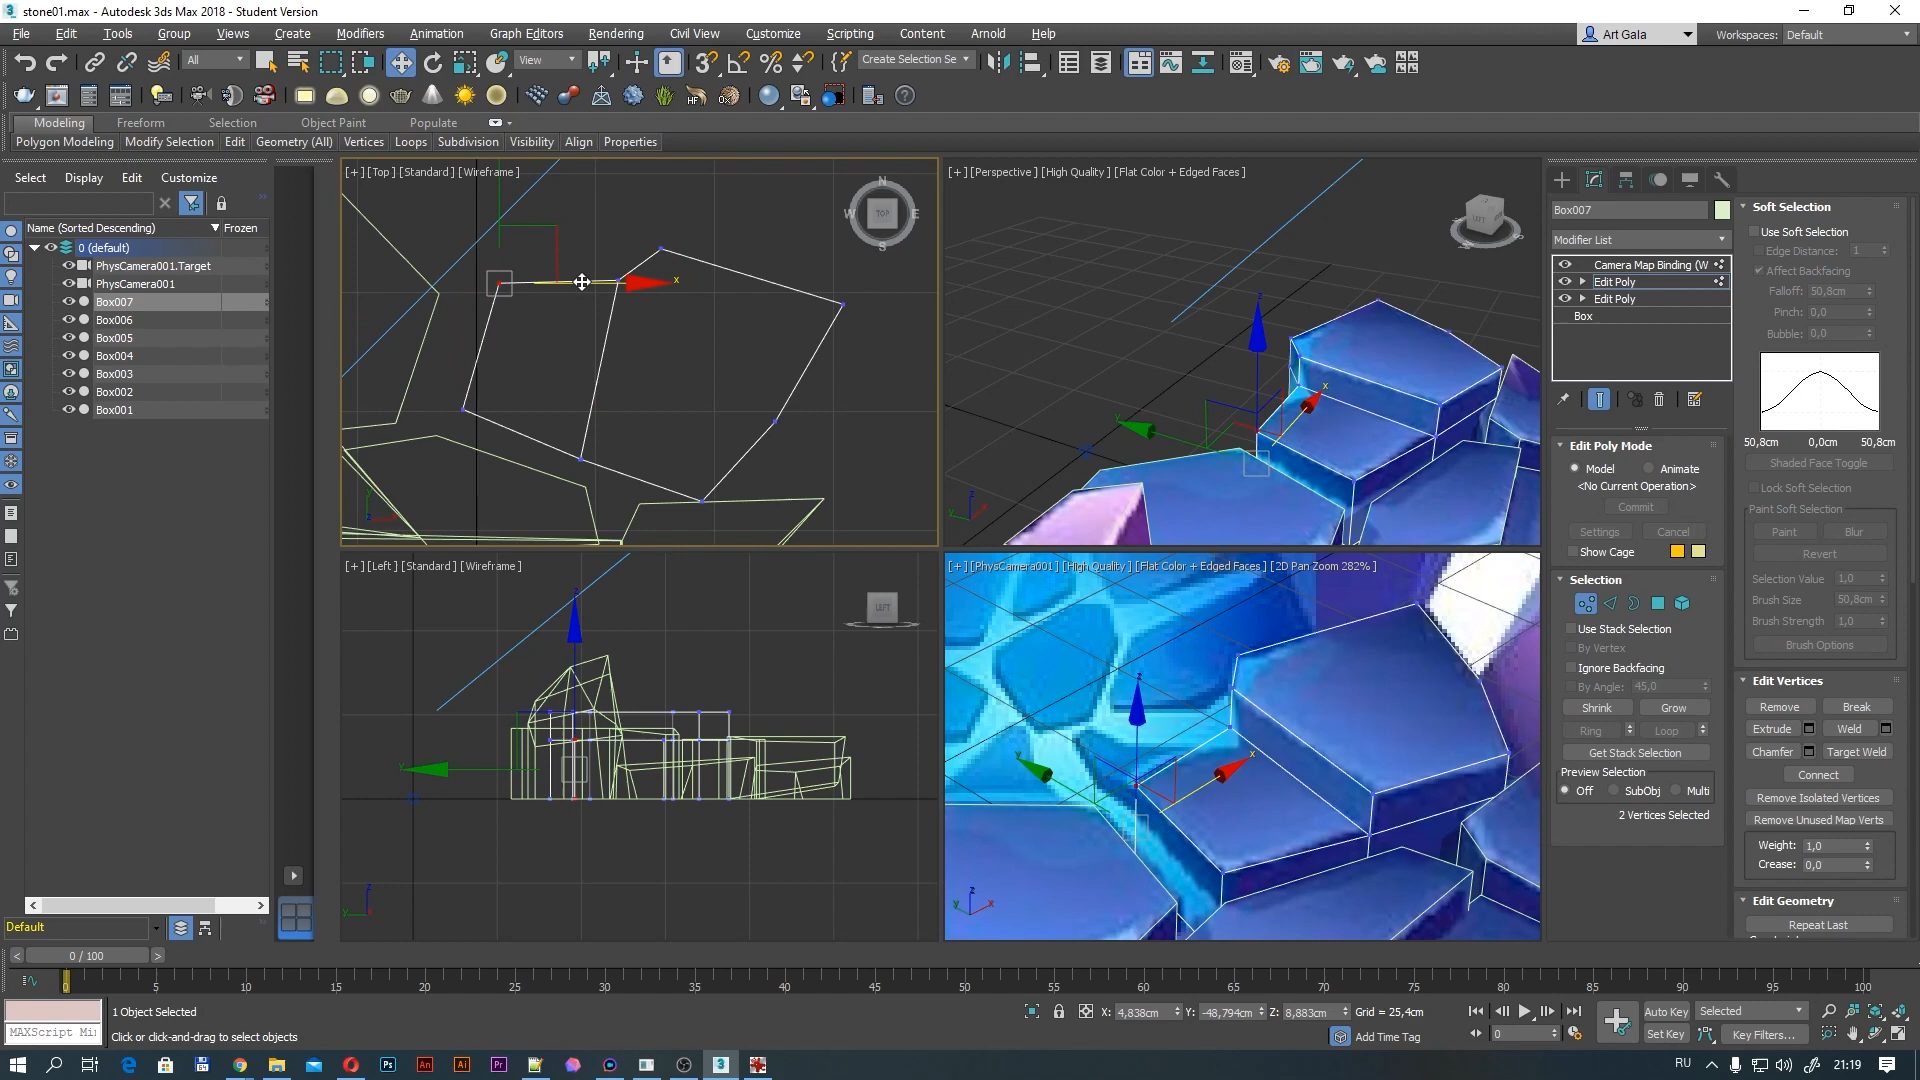 stone01.max - Autodesk 3ds Max 2018 - Student Version
File Edit Tools Group Views Create Modifiers Animation Graph Editors Rendering Civil View Customize Scripting Content Arnold Help
Art Gala Workspaces: Default
All View Create Selection Se
Modeling Freeform Selection Object Paint Populate
Polygon Modeling Modify Selection Edit Geometry (All) Vertices Loops Subdivision Visibility Align Properties
Select Display Edit Customize
Name (Sorted Descending) Frozen
0 (default)
PhysCamera001.Target
PhysCamera001
Box007
Box006
Box005
Box004
Box003
Box002
Box001
Default
[+] [Top] [Standard] [Wireframe]
N
W TOP E
S
x
[+] [Perspective] [High Quality] [Flat Color + Edged Faces]
[+] [Left] [Standard] [Wireframe]
LEFT
[+] [PhysCamera001] [High Quality] [Flat Color + Edged Faces] [2D Pan Zoom 282%]
Box007
Modifier List
Camera Map Binding (W
Edit Poly
Edit Poly
Box
Edit Poly Mode
Model Animate
<No Current Operation>
Commit
Settings Cancel
Show Cage
Selection
Use Stack Selection
By Vertex
Ignore Backfacing
By Angle: 45,0
Shrink Grow
Ring Loop
Get Stack Selection
Preview Selection
Off SubObj Multi
2 Vertices Selected
Soft Selection
Use Soft Selection
Edge Distance: 1
Affect Backfacing
Falloff: 50,8cm
Pinch: 0,0
Bubble: 0,0
50,8cm 0,0cm 50,8cm
Shaded Face Toggle
Lock Soft Selection
Paint Soft Selection
Paint Blur
Revert
Selection Value 1,0
Brush Size 50,8cm
Brush Strength 1,0
Brush Options
Edit Vertices
Remove Break
Extrude Weld
Chamfer Target Weld
Connect
Remove Isolated Vertices
Remove Unused Map Verts
Weight: 1,0
Crease: 0,0
Edit Geometry
Repeat Last
< 0 / 100 >
0 5 10 15 20 25 30 35 40 45 50 55 60 65 70 75 80 85 90 95 100
1 Object Selected
MAXScript Mi
Click or click-and-drag to select objects
X: 4,838cm Y: -48,794cm Z: 8,883cm Grid = 25,4cm
Add Time Tag
0
Auto Key Selected
Set Key Key Filters...
RU 21:19